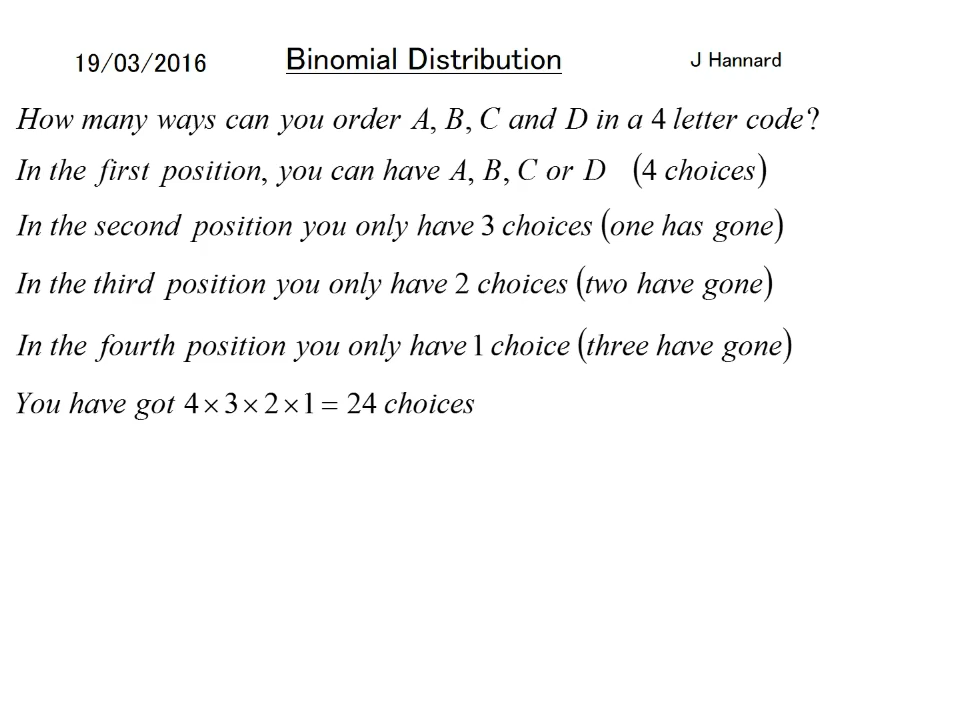 19/03/2016 Binomial Distribution J Hannard
How many ways can you order A, B, C and D in a 4 letter code?
In the first position, you can have A, B, C or D (4 choices)
In the second position you only have 3 choices (one has gone)
In the third position you only have 2 choices (two have gone)
In the fourth position you only have 1 choice (three have gone)
You have got 4 × 3 × 2 × 1 = 24 choices